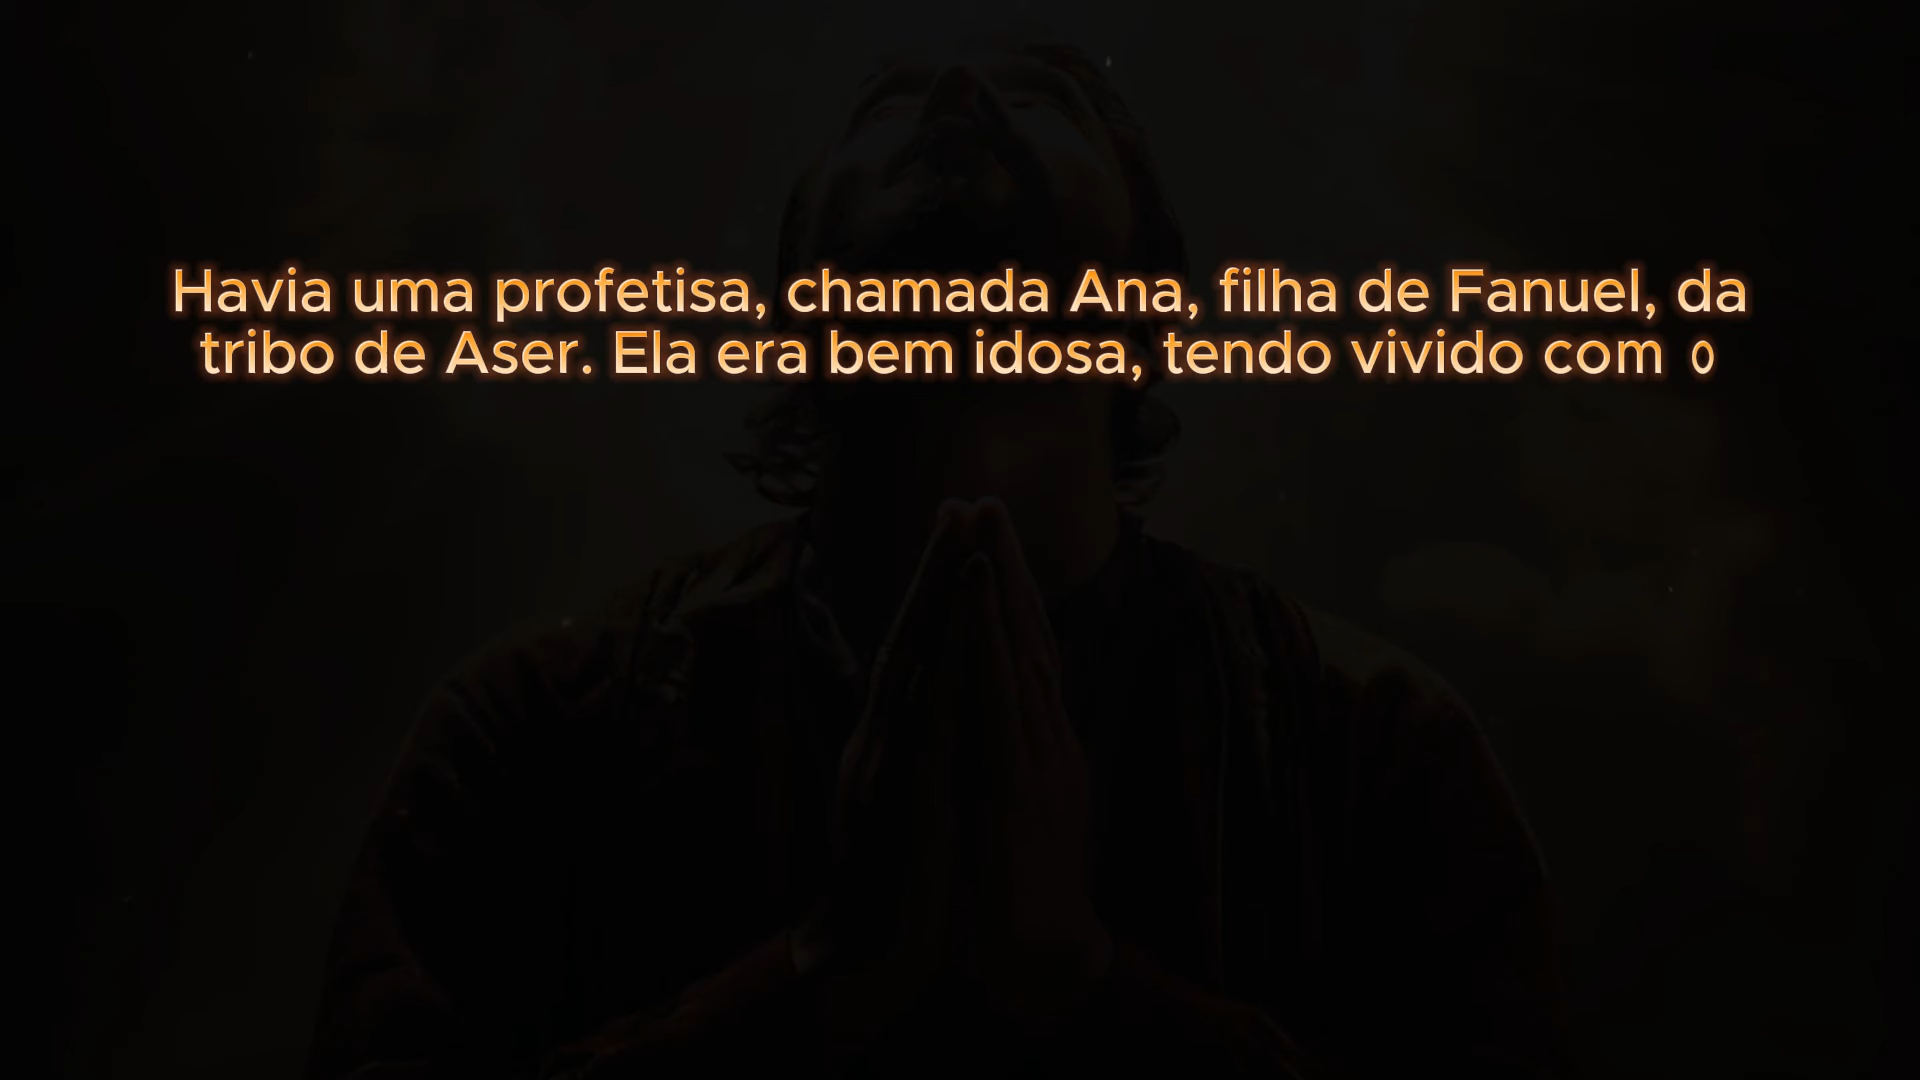 Havia uma profetisa, chamada Ana, filha de Fanuel, da
tribo de Aser. Ela era bem idosa, tendo vivido com o